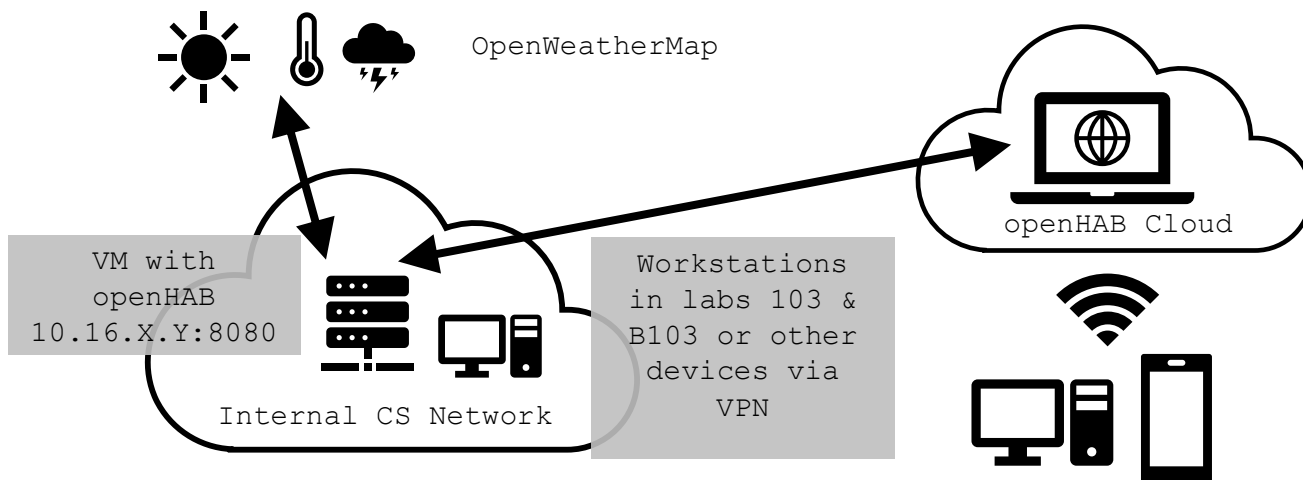 OpenWeatherMap
openHAB Cloud
VM with
openHAB
10.16.X.Y:8080
Workstations
in labs 103 &
B103 or other
devices via
VPN
Internal CS Network